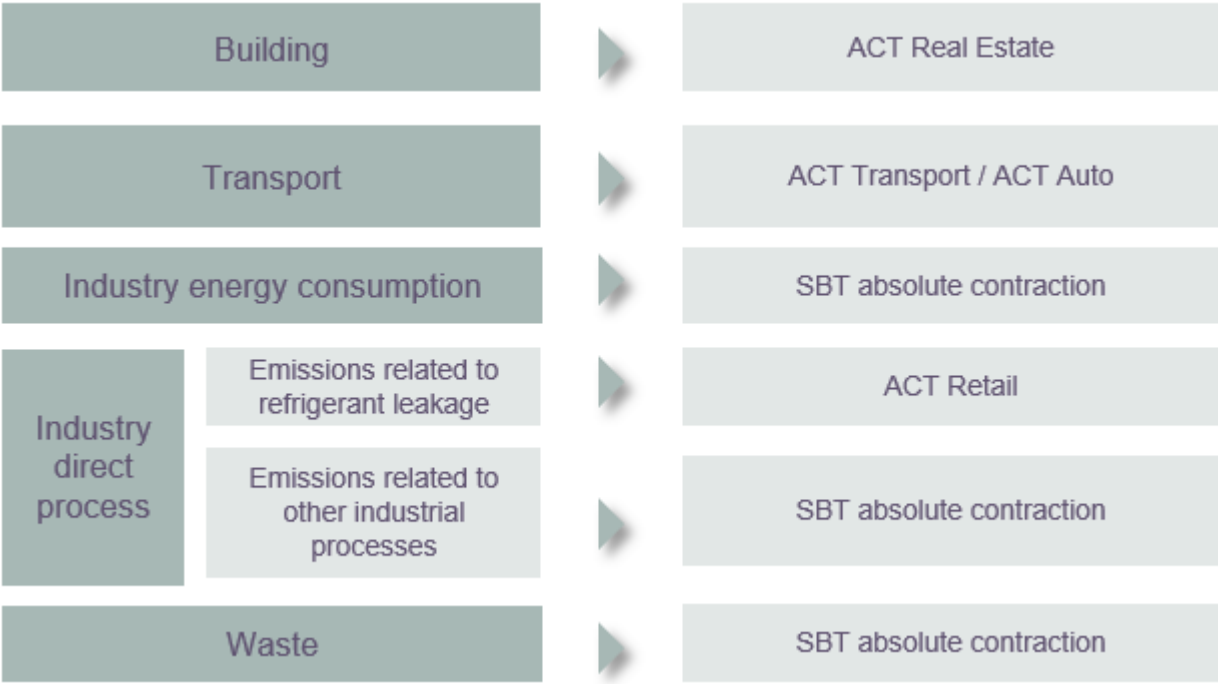 Building
ACT Real Estate
Transport
ACT Transport / ACT Auto
Industry energy consumption
SBT absolute contraction
Industry
direct
process
Emissions related to
refrigerant leakage
ACT Retail
Emissions related to
other industrial
processes
SBT absolute contraction
Waste
SBT absolute contraction